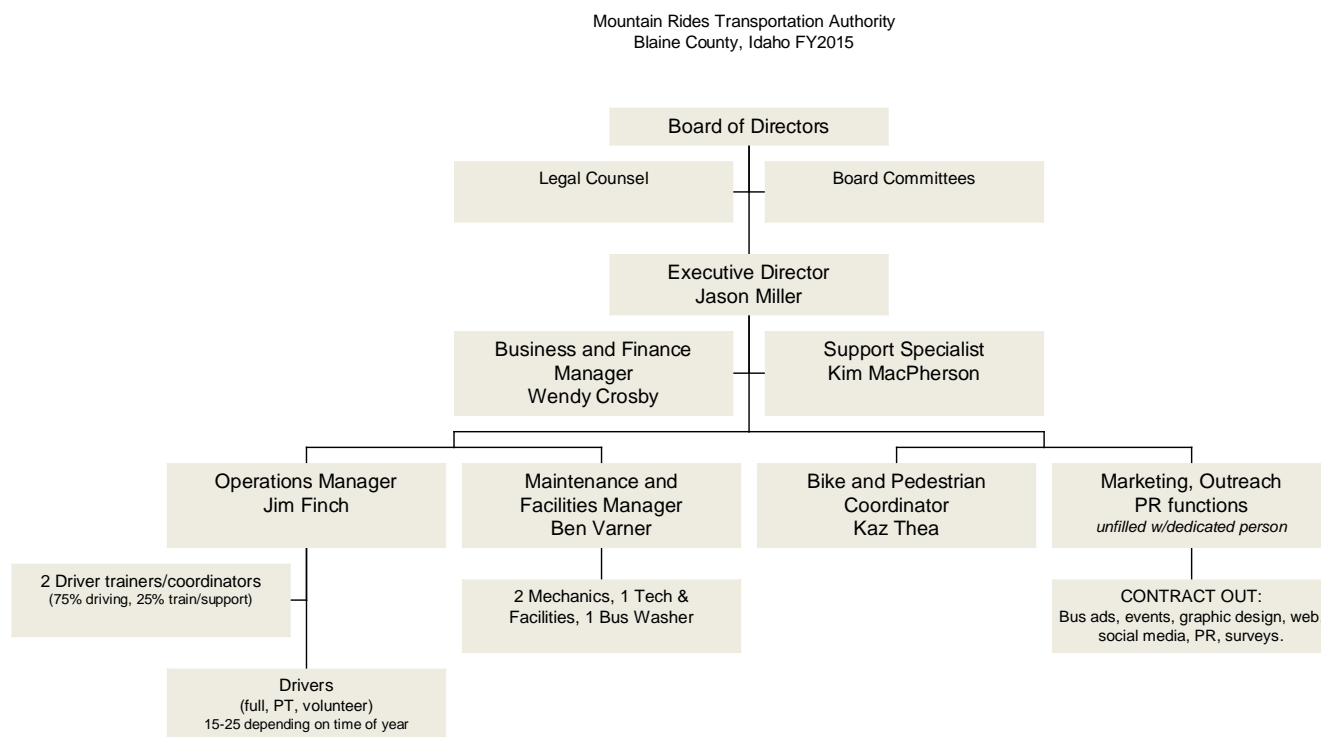 Mountain Rides Transportation Authority
Blaine County, Idaho FY2015
Board of Directors
Legal Counsel
Board Committees
Executive Director
Jason Miller
Business and Finance
Manager
Wendy Crosby
Support Specialist
Kim MacPherson
Operations Manager
Jim Finch
Maintenance and
Facilities Manager
Ben Varner
Bike and Pedestrian
Coordinator
Kaz Thea
Marketing, Outreach
PR functions
unfilled w/dedicated person
2 Driver trainers/coordinators
(75% driving, 25% train/support)
2 Mechanics, 1 Tech &
Facilities, 1 Bus Washer
CONTRACT OUT:
Bus ads, events, graphic design, web
social media, PR, surveys.
Drivers
(full, PT, volunteer)
15-25 depending on time of year